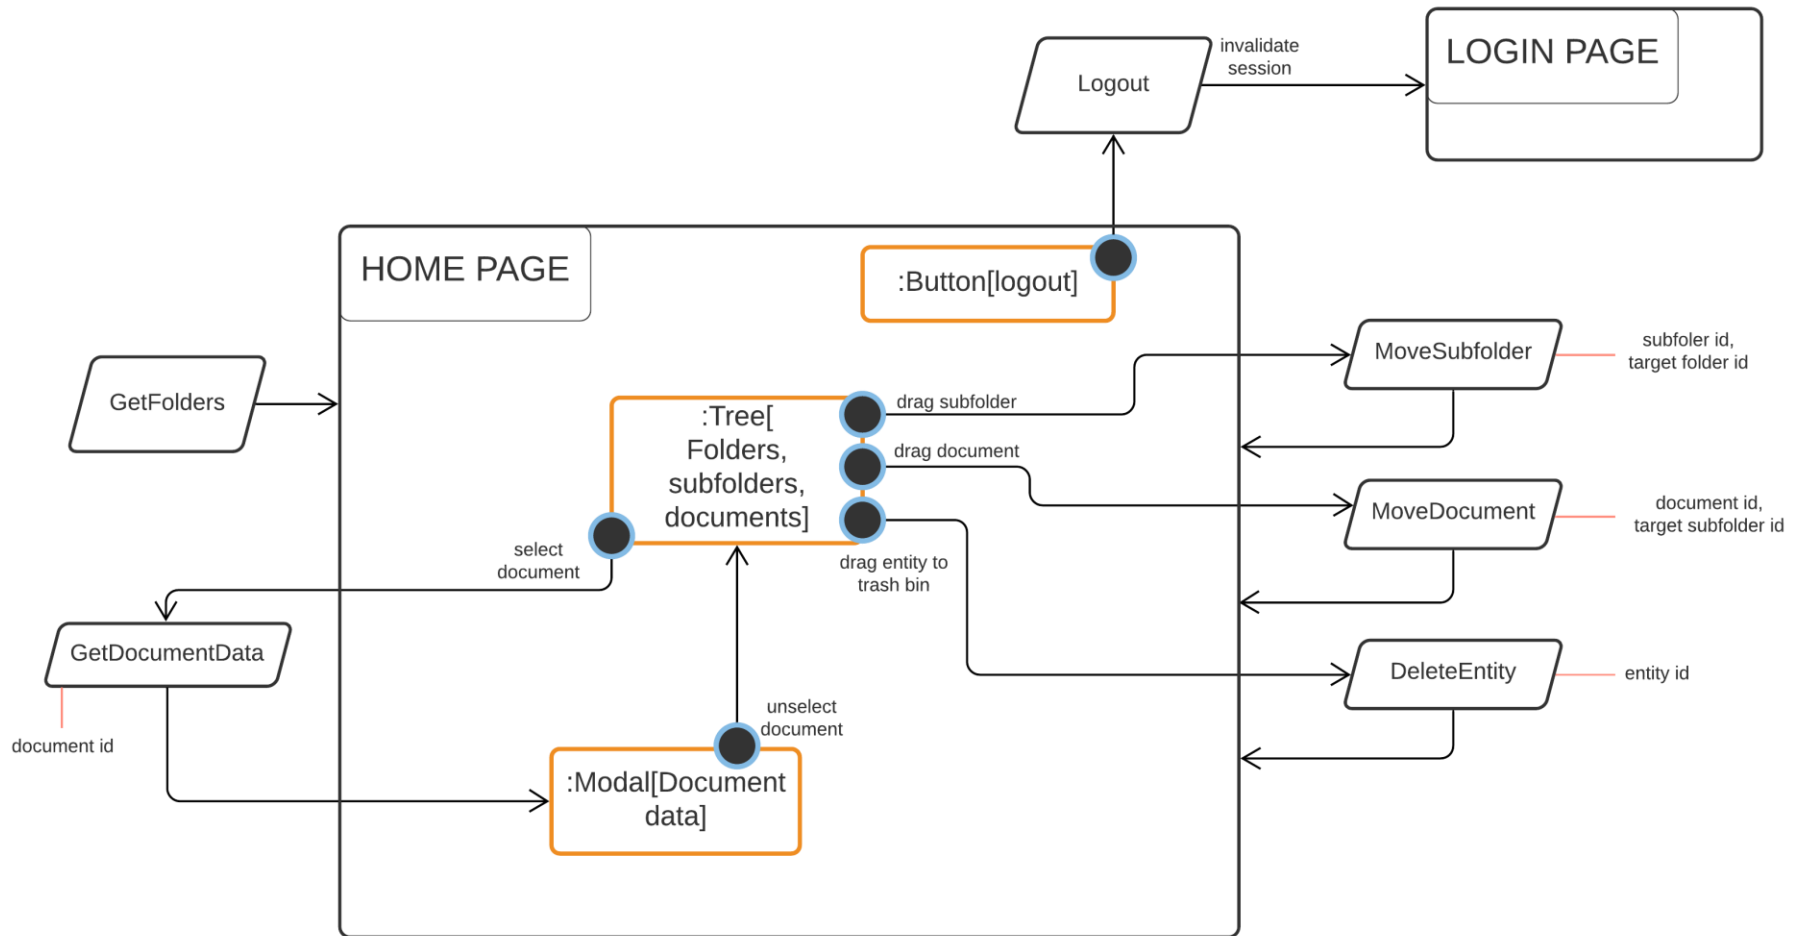 invalidate
session
Logout
LOGIN PAGE
HOME PAGE
:Button[logout]
GetFolders
:Tree[
Folders,
subfolders,
documents]
drag subfolder
drag document
drag entity to
trash bin
select
document
MoveSubfolder
subfoler id,
target folder id
MoveDocument
document id,
target subfolder id
DeleteEntity
entity id
GetDocumentData
document id
unselect
document
:Modal[Document
data]